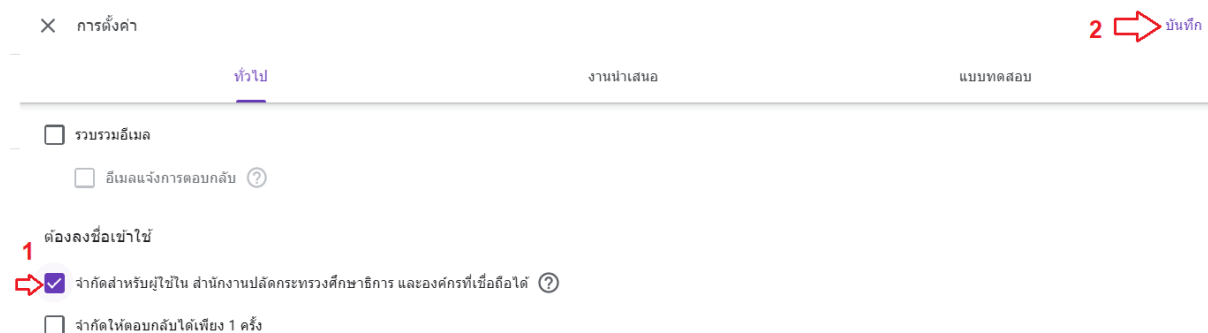 การตั้งค่า
2 บันทึก
ทั่วไป งานนำเสนอ แบบทดสอบ
รวบรวมอีเมล
อีเมลแจ้งการตอบกลับ ?
ต้องลงชื่อเข้าใช้
1
จำกัดสำหรับผู้ใช้ใน สำนักงานปลัดกระทรวงศึกษาธิการ และองค์กรที่เชื่อถือได้ ?
จำกัดให้ตอบกลับได้เพียง 1 ครั้ง